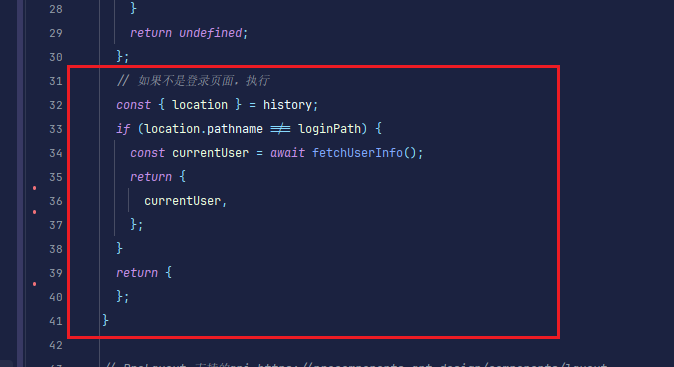 28 }
29 return undefined;
30 };
31 // 如果不是登录页面，执行
32 const { location } = history;
33 if (location.pathname !== loginPath) {
34 const currentUser = await fetchUserInfo();
35 return {
36 currentUser,
37 };
38 }
39 return {
40 };
41 }
42